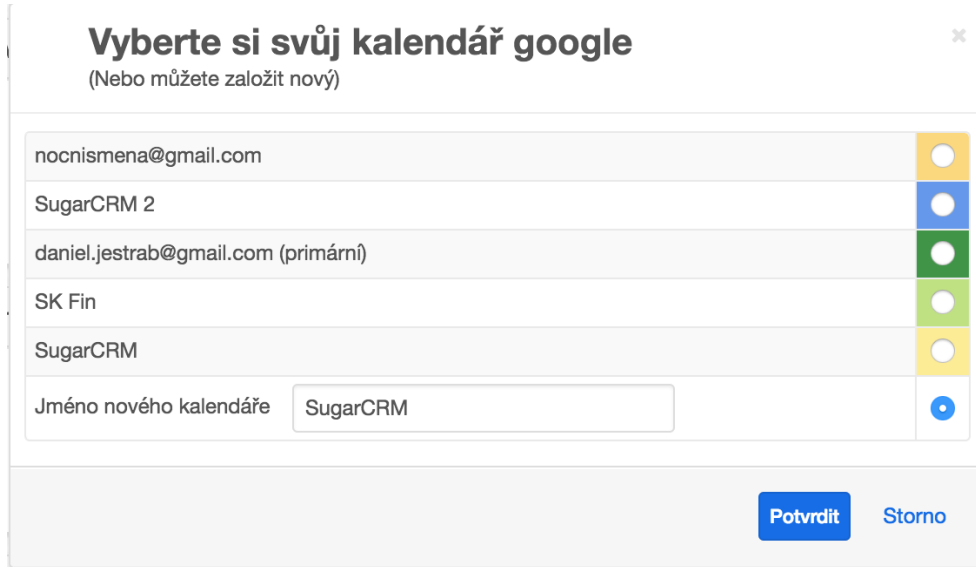 Vyberte si svůj kalendář google
(Nebo můžete založit nový)
nocnismena@gmail.com
SugarCRM 2
daniel.jestrab@gmail.com (primární)
SK Fin
SugarCRM
Jméno nového kalendáře SugarCRM
Potvrdit Storno